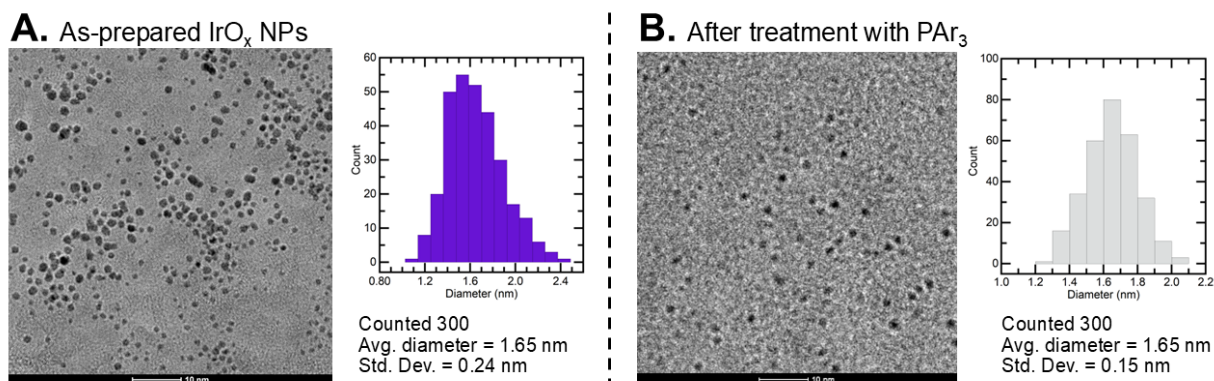 A. As-prepared IrOₓ NPs
10 nm
60
50
40
30
20
10
0
Count
0.80 1.2 1.6 2.0 2.4
Diameter (nm)
Counted 300
Avg. diameter = 1.65 nm
Std. Dev. = 0.24 nm
B. After treatment with PAr₃
10 nm
100
80
60
40
20
0
Count
1.0 1.2 1.4 1.6 1.8 2.0 2.2
Diameter (nm)
Counted 300
Avg. diameter = 1.65 nm
Std. Dev. = 0.15 nm